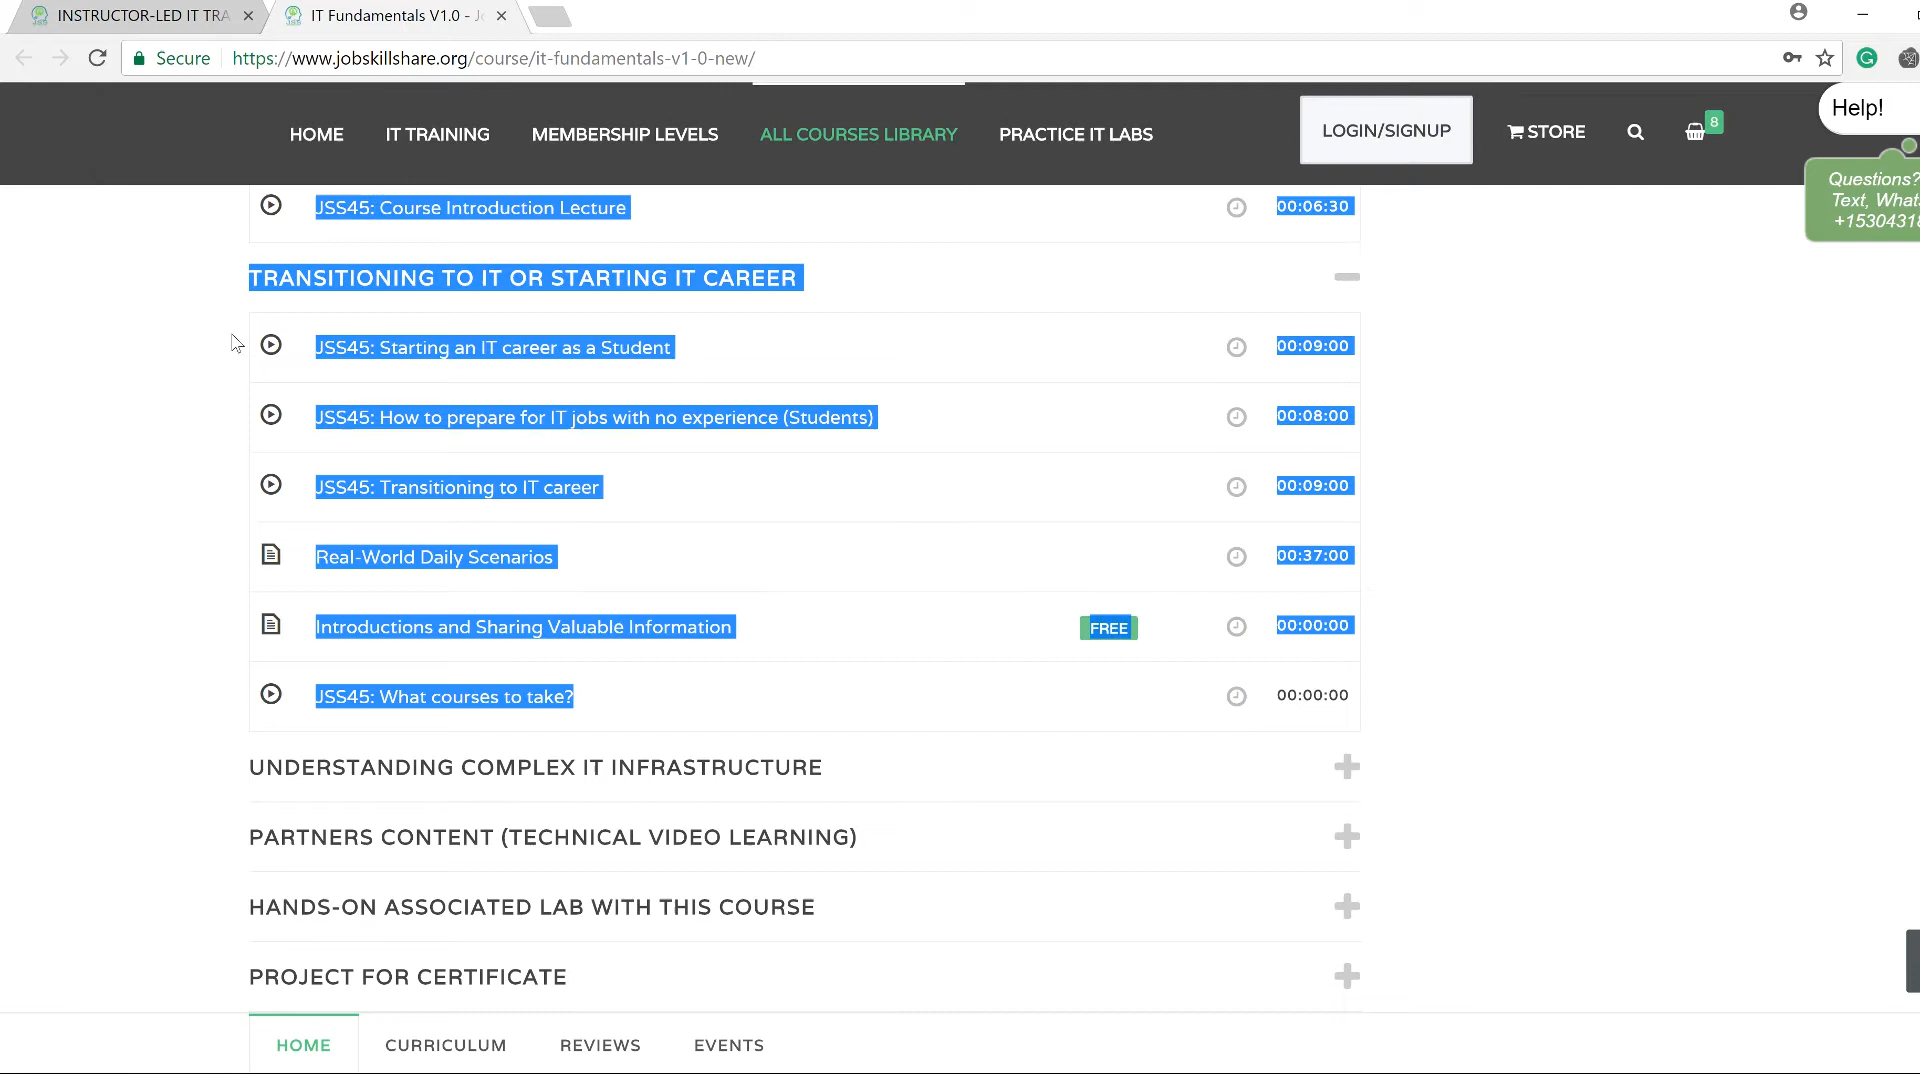 INSTRUCTOR-LED IT TRA
IT Fundamentals V1.0 - J
Secure
https://www.jobskillshare.org/course/it-fundamentals-v1-0-new/
HOME IT TRAINING MEMBERSHIP LEVELS ALL COURSES LIBRARY PRACTICE IT LABS LOGIN/SIGNUP STORE 8
Help!
Questions?
Text, Whats
+15304318
JSS45: Course Introduction Lecture 00:06:30
TRANSITIONING TO IT OR STARTING IT CAREER
JSS45: Starting an IT career as a Student 00:09:00
JSS45: How to prepare for IT jobs with no experience (Students) 00:08:00
JSS45: Transitioning to IT career 00:09:00
Real-World Daily Scenarios 00:37:00
Introductions and Sharing Valuable Information FREE 00:00:00
JSS45: What courses to take? 00:00:00
UNDERSTANDING COMPLEX IT INFRASTRUCTURE
PARTNERS CONTENT (TECHNICAL VIDEO LEARNING)
HANDS-ON ASSOCIATED LAB WITH THIS COURSE
PROJECT FOR CERTIFICATE
HOME CURRICULUM REVIEWS EVENTS